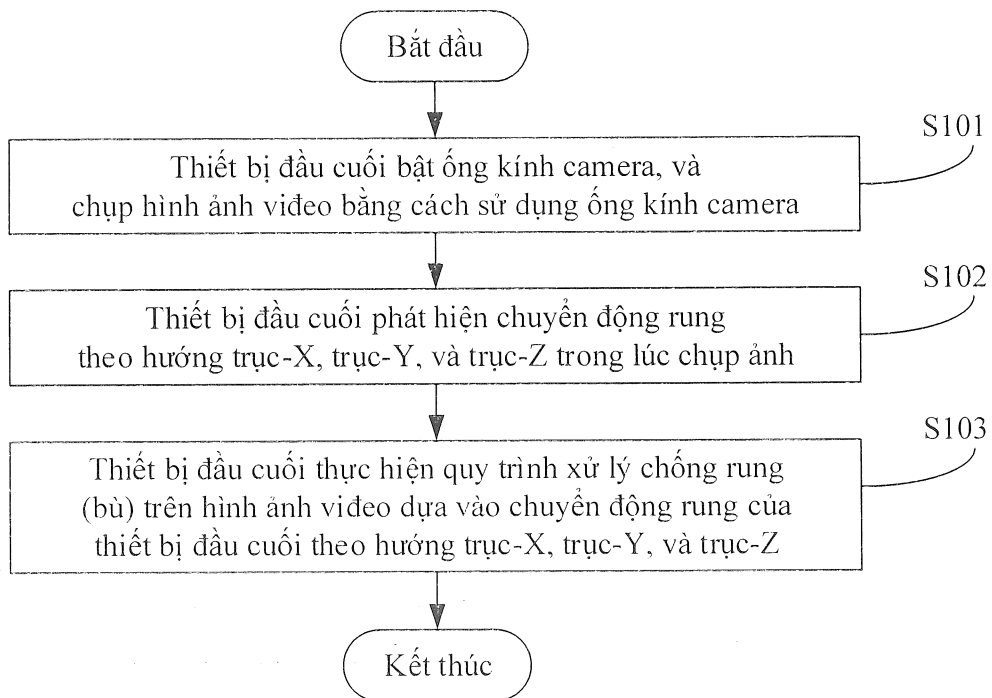 Bắt đầu
S101
Thiết bị đầu cuối bật ống kính camera, và
chụp hình ảnh viđeo bằng cách sử dụng ống kính camera
S102
Thiết bị đầu cuối phát hiện chuyển động rung
theo hướng trục-X, trục-Y, và trục-Z trong lúc chụp ảnh
S103
Thiết bị đầu cuối thực hiện quy trình xử lý chống rung
(bù) trên hình ảnh viđeo dựa vào chuyển động rung của
thiết bị đầu cuối theo hướng trục-X, trục-Y, và trục-Z
Kết thúc